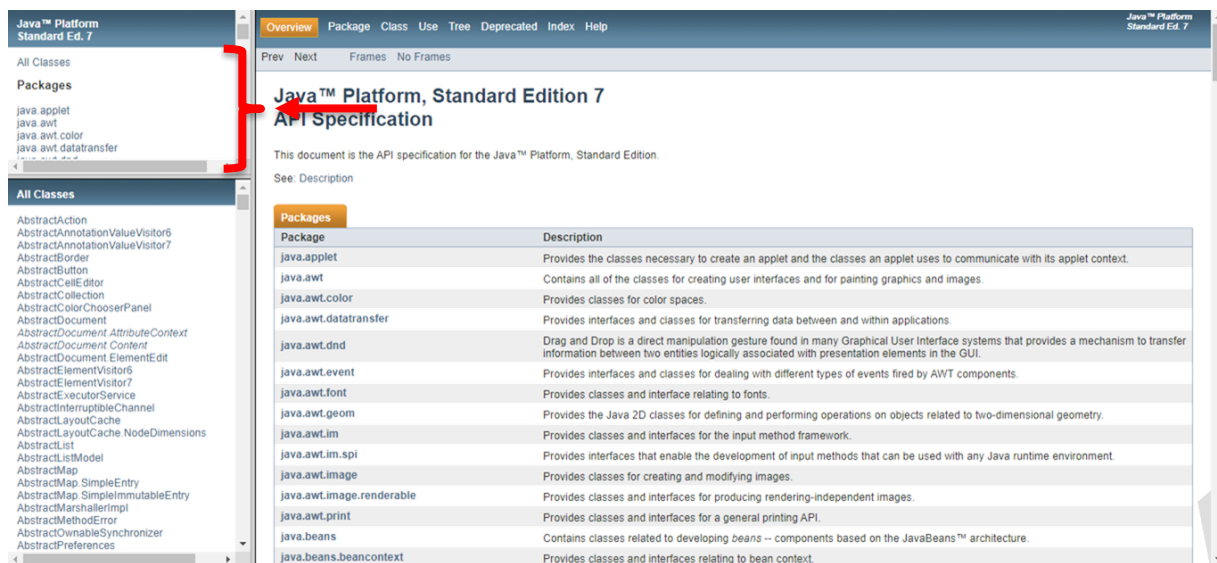 Java™ Platform
Standard Ed. 7
All Classes
Packages
java.applet
java.awt
java.awt.color
java.awt.datatransfer
All Classes
AbstractAction
AbstractAnnotationValueVisitor6
AbstractAnnotationValueVisitor7
AbstractBorder
AbstractButton
AbstractCellEditor
AbstractCollection
AbstractColorChooserPanel
AbstractDocument
AbstractDocument.AttributeContext
AbstractDocument.Content
AbstractDocument.ElementEdit
AbstractElementVisitor6
AbstractElementVisitor7
AbstractExecutorService
AbstractInterruptibleChannel
AbstractLayoutCache
AbstractLayoutCache.NodeDimensions
AbstractList
AbstractListModel
AbstractMap
AbstractMap.SimpleEntry
AbstractMap.SimpleImmutableEntry
AbstractMarshallerImpl
AbstractMethodError
AbstractOwnableSynchronizer
AbstractPreferences
Overview Package Class Use Tree Deprecated Index Help
Java™ Platform
Standard Ed. 7
Prev Next Frames No Frames
Java™ Platform, Standard Edition 7
API Specification
This document is the API specification for the Java™ Platform, Standard Edition.
See: Description
Packages
Package Description
java.applet Provides the classes necessary to create an applet and the classes an applet uses to communicate with its applet context.
java.awt Contains all of the classes for creating user interfaces and for painting graphics and images.
java.awt.color Provides classes for color spaces.
java.awt.datatransfer Provides interfaces and classes for transferring data between and within applications.
java.awt.dnd Drag and Drop is a direct manipulation gesture found in many Graphical User Interface systems that provides a mechanism to transfer
information between two entities logically associated with presentation elements in the GUI.
java.awt.event Provides interfaces and classes for dealing with different types of events fired by AWT components.
java.awt.font Provides classes and interface relating to fonts.
java.awt.geom Provides the Java 2D classes for defining and performing operations on objects related to two-dimensional geometry.
java.awt.im Provides classes and interfaces for the input method framework.
java.awt.im.spi Provides interfaces that enable the development of input methods that can be used with any Java runtime environment.
java.awt.image Provides classes for creating and modifying images.
java.awt.image.renderable Provides classes and interfaces for producing rendering-independent images.
java.awt.print Provides classes and interfaces for a general printing API.
java.beans Contains classes related to developing beans -- components based on the JavaBeans™ architecture.
java.beans.beancontext Provides classes and interfaces relating to bean context.